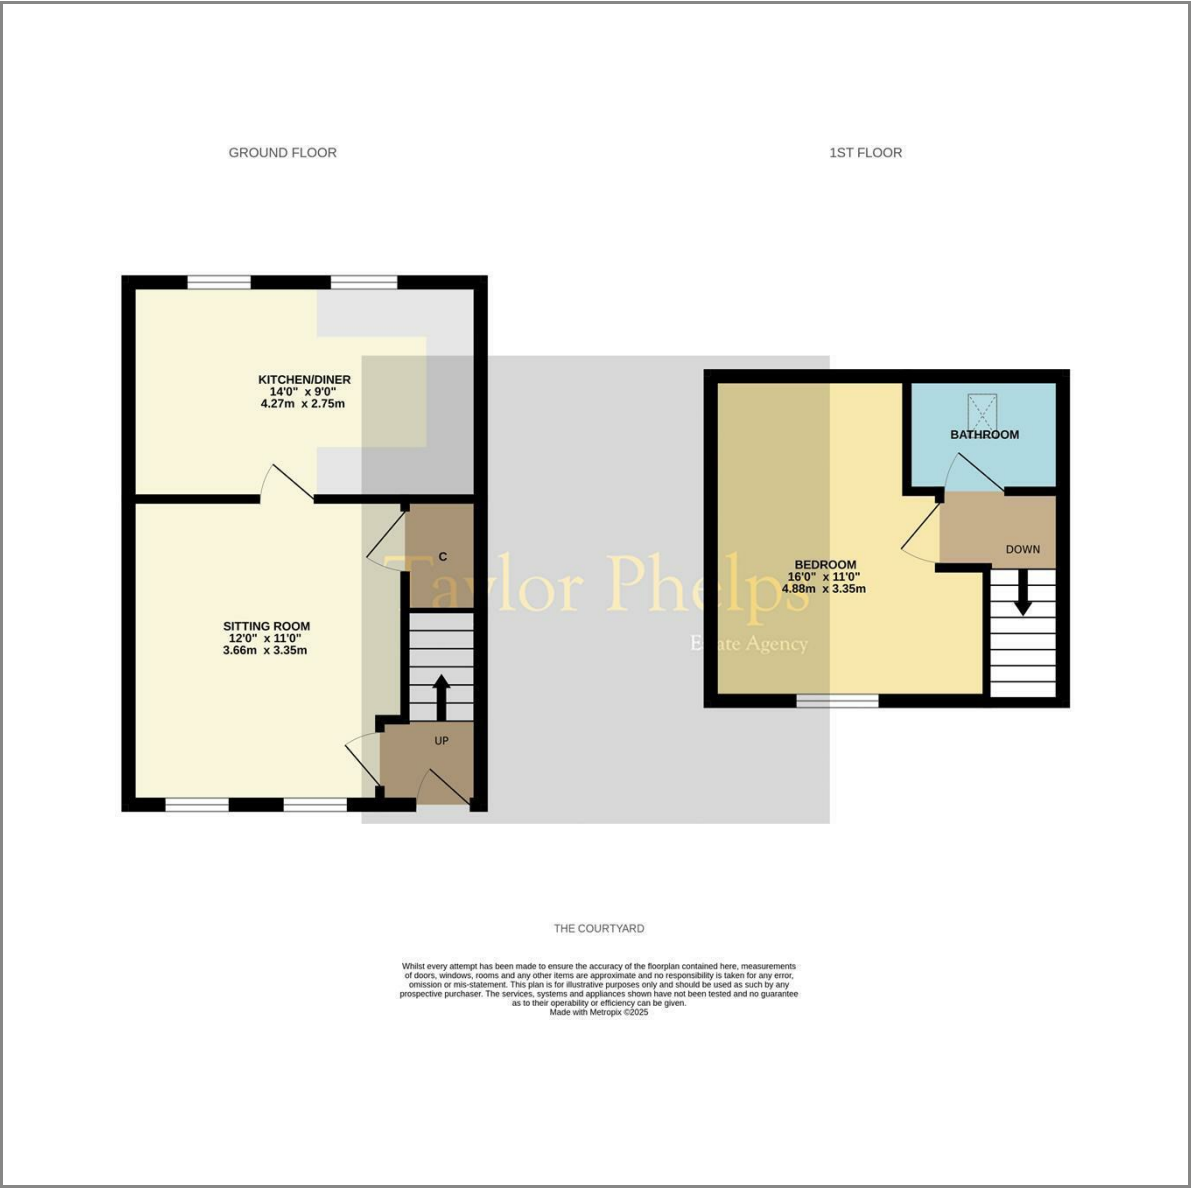 GROUND FLOOR
1ST FLOOR
KITCHEN/DINER
14'0" x 9'0"
4.27m x 2.75m
BATHROOM
C
DOWN
Taylor Phelps
BEDROOM
16'0" x 11'0"
4.88m x 3.35m
SITTING ROOM
12'0" x 11'0"
3.66m x 3.35m
Estate Agency
UP
THE COURTYARD
Whilst every attempt has been made to ensure the accuracy of the floorplan contained here, measurements
of doors, windows, rooms and any other items are approximate and no responsibility is taken for any error,
omission or mis-statement. This plan is for illustrative purposes only and should be used as such by any
prospective purchaser. The services, systems and appliances shown have not been tested and no guarantee
as to their operability or efficiency can be given.
Made with Metropix ©2025